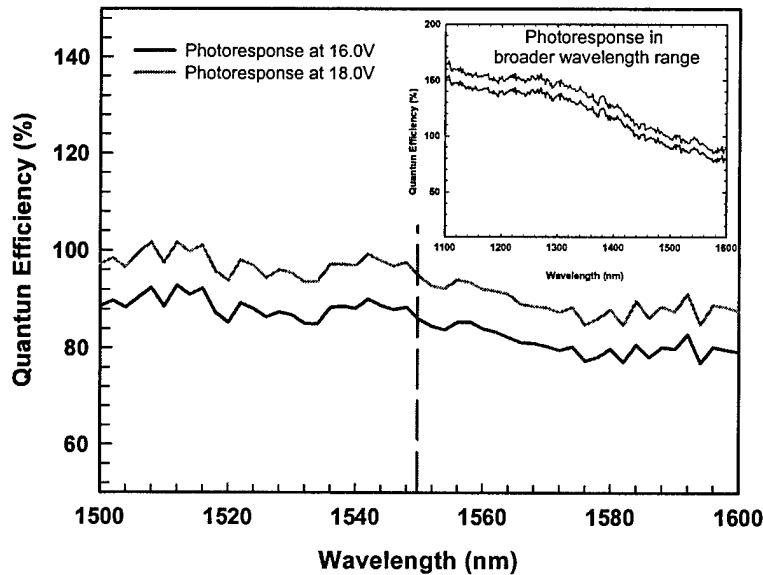 Photoresponse at 16.0V
Photoresponse at 18.0V
Quantun Efficiency (%)
140
120
100
80
60
1500
1520
1540
1560
1580
1600
Wavelength (nm)
Photoresponse in
broader wavelength range
Quantun Efficiency (%)
200
150
100
50
1100
1200
1300
1400
1500
1600
Wavelength (nm)